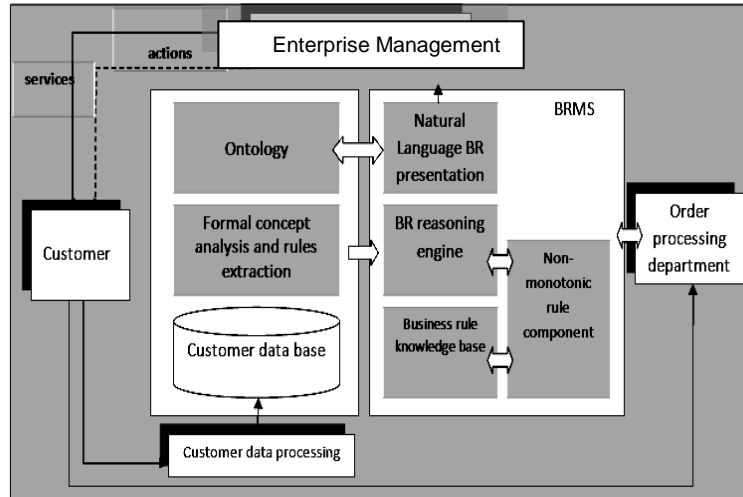 Enterprise Management
actions
services
BRMS
Ontology
Natural
Language BR
presentation
Formal concept
analysis and rules
extraction
BR reasoning
engine
Non-
monotonic
rule
component
Order
processing
department
Customer
Customer data base
Business rule
knowledge base
Customer data processing